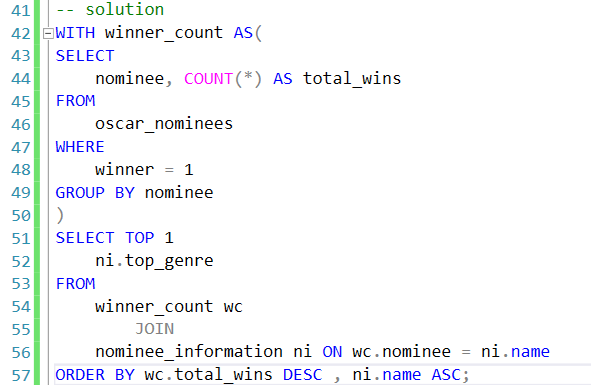 41 -- solution
42 WITH winner_count AS(
43 SELECT
44     nominee, COUNT(*) AS total_wins
45 FROM
46     oscar_nominees
47 WHERE
48     winner = 1
49 GROUP BY nominee
50 )
51 SELECT TOP 1
52     ni.top_genre
53 FROM
54     winner_count wc
55         JOIN
56     nominee_information ni ON wc.nominee = ni.name
57 ORDER BY wc.total_wins DESC , ni.name ASC;